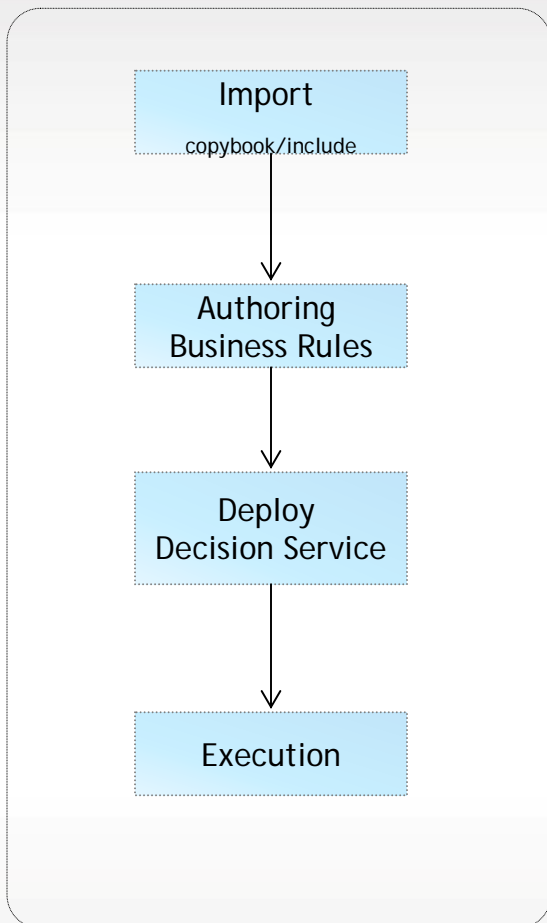 Import
copybook/include
Authoring
Business Rules
Deploy
Decision Service
Execution